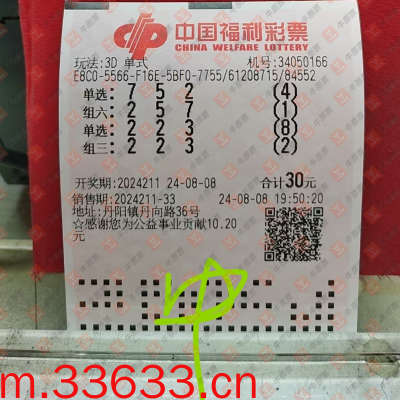 中国福利彩票
CHINA WELFARE LOTTERY
玩法:3D 单式 机号:34050166
E8C0-5566-F16E-5BF0-7755/61208715/84552
单选: 7 5 2 (4)
组六: 2 5 7 (1)
单选: 2 2 3 (8)
组三: 2 2 3 (2)
开奖期:2024211 24-08-08 合计30元
销售期:2024211-33 24-08-08 19:50:20
地址:丹阳镇丹向路36号
☆感谢您为公益事业贡献10.20
元
中
m.33633.cn